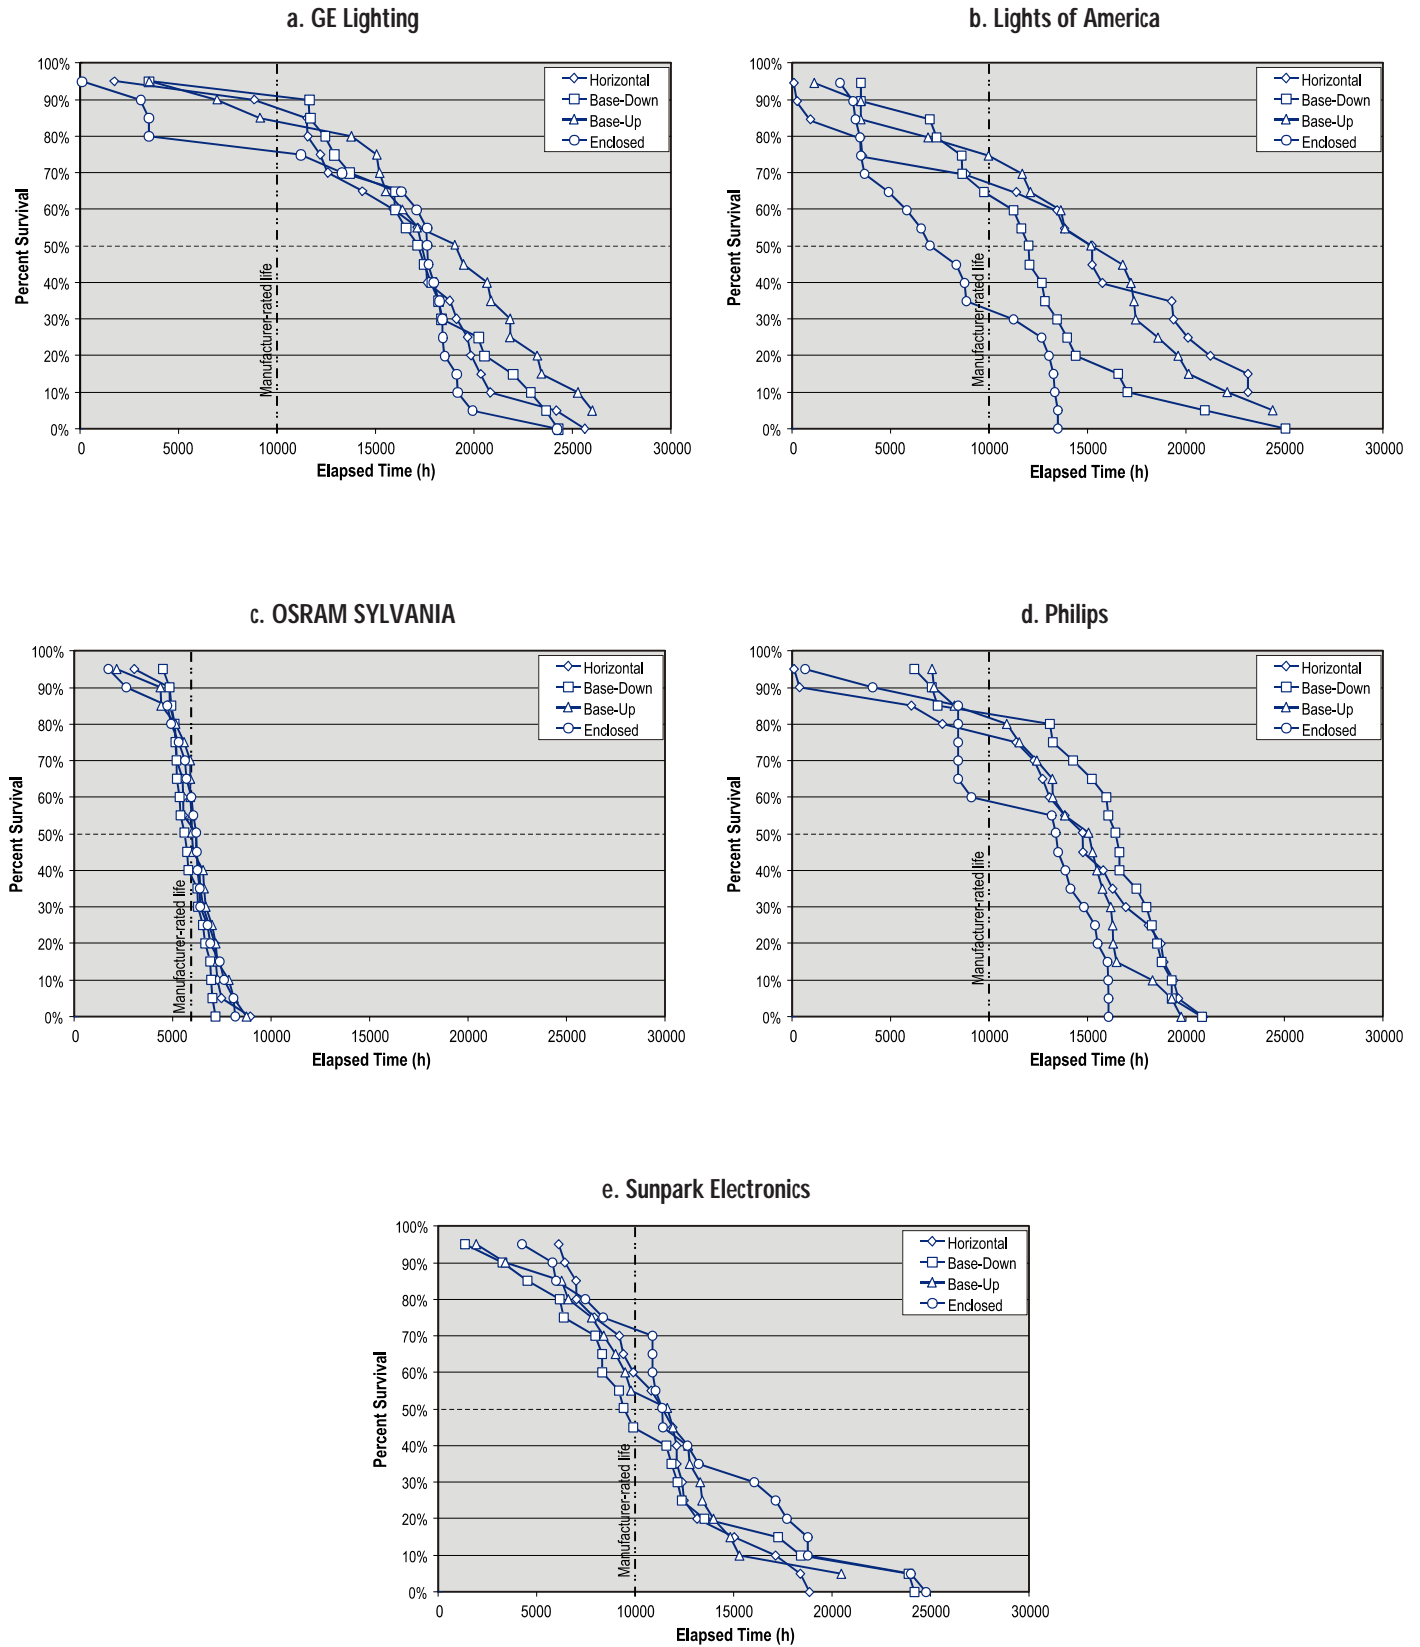 a. GE Lighting
100%
90%
80%
70%
60%
50%
40%
30%
20%
10%
0%
Percent Survival
0
5000
10000
15000
20000
25000
30000
Elapsed Time (h)
Manufacturer-rated life
Horizontal
Base-Down
Base-Up
Enclosed
b. Lights of America
100%
90%
80%
70%
60%
50%
40%
30%
20%
10%
0%
Percent Survival
0
5000
10000
15000
20000
25000
30000
Elapsed Time (h)
Manufacturer-rated life
Horizontal
Base-Down
Base-Up
Enclosed
c. OSRAM SYLVANIA
100%
90%
80%
70%
60%
50%
40%
30%
20%
10%
0%
Percent Survival
0
5000
10000
15000
20000
25000
30000
Elapsed Time (h)
Manufacturer-rated life
Horizontal
Base-Down
Base-Up
Enclosed
d. Philips
100%
90%
80%
70%
60%
50%
40%
30%
20%
10%
0%
Percent Survival
0
5000
10000
15000
20000
25000
30000
Elapsed Time (h)
Manufacturer-rated life
Horizontal
Base-Down
Base-Up
Enclosed
e. Sunpark Electronics
100%
90%
80%
70%
60%
50%
40%
30%
20%
10%
0%
Percent Survival
0
5000
10000
15000
20000
25000
30000
Elapsed Time (h)
Manufacturer-rated life
Horizontal
Base-Down
Base-Up
Enclosed